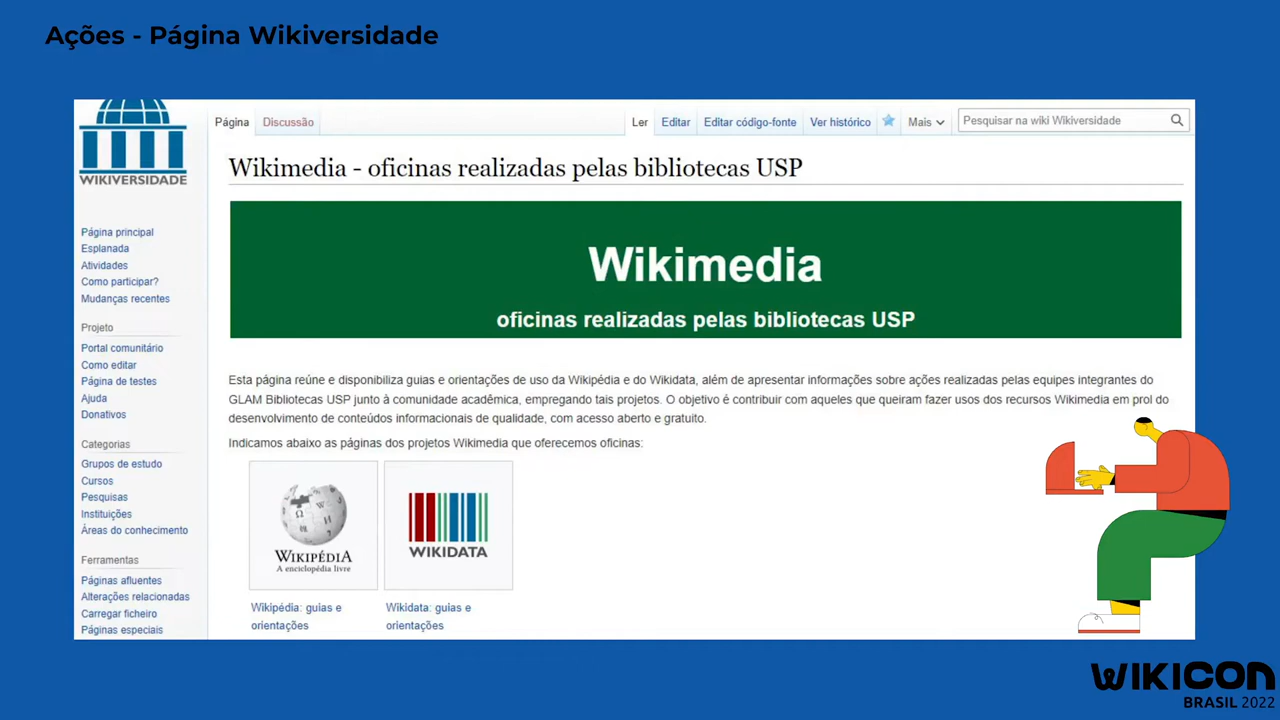 Ações - Página Wikiversidade
WIKIVERSIDADE
Página
Discussão
Ler
Editar
Editar código-fonte
Ver histórico
Mais
Pesquisar na wiki Wikiversidade
Wikimedia - oficinas realizadas pelas bibliotecas USP
Wikimedia
oficinas realizadas pelas bibliotecas USP
Página principal
Esplanada
Atividades
Como participar?
Mudanças recentes
Projeto
Portal comunitário
Como editar
Página de testes
Ajuda
Donativos
Categorias
Grupos de estudo
Cursos
Pesquisas
Instituições
Áreas do conhecimento
Ferramentas
Páginas afluentes
Alterações relacionadas
Carregar ficheiro
Páginas especiais
Esta página reúne e disponibiliza guias e orientações de uso da Wikipédia e do Wikidata, além de apresentar informações sobre ações realizadas pelas equipes integrantes do
GLAM Bibliotecas USP junto à comunidade acadêmica, empregando tais projetos. O objetivo é contribuir com aqueles que queiram fazer usos dos recursos Wikimedia em prol do
desenvolvimento de conteúdos informacionais de qualidade, com acesso aberto e gratuito.
Indicamos abaixo as páginas dos projetos Wikimedia que oferecemos oficinas:
WIKIPÉDIA
A enciclopédia livre
WIKIDATA
Wikipédia: guias e
orientações
Wikidata: guias e
orientações
WIKICON
BRASIL 2022